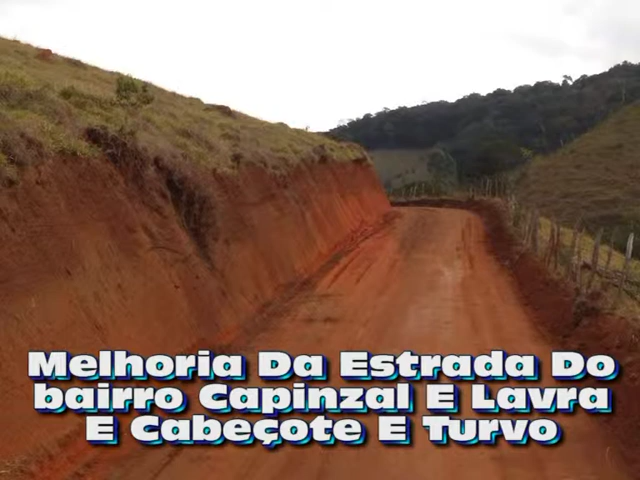 Melhoria Da Estrada Do
bairro Capinzal E Lavra
E Cabeçote E Turvo